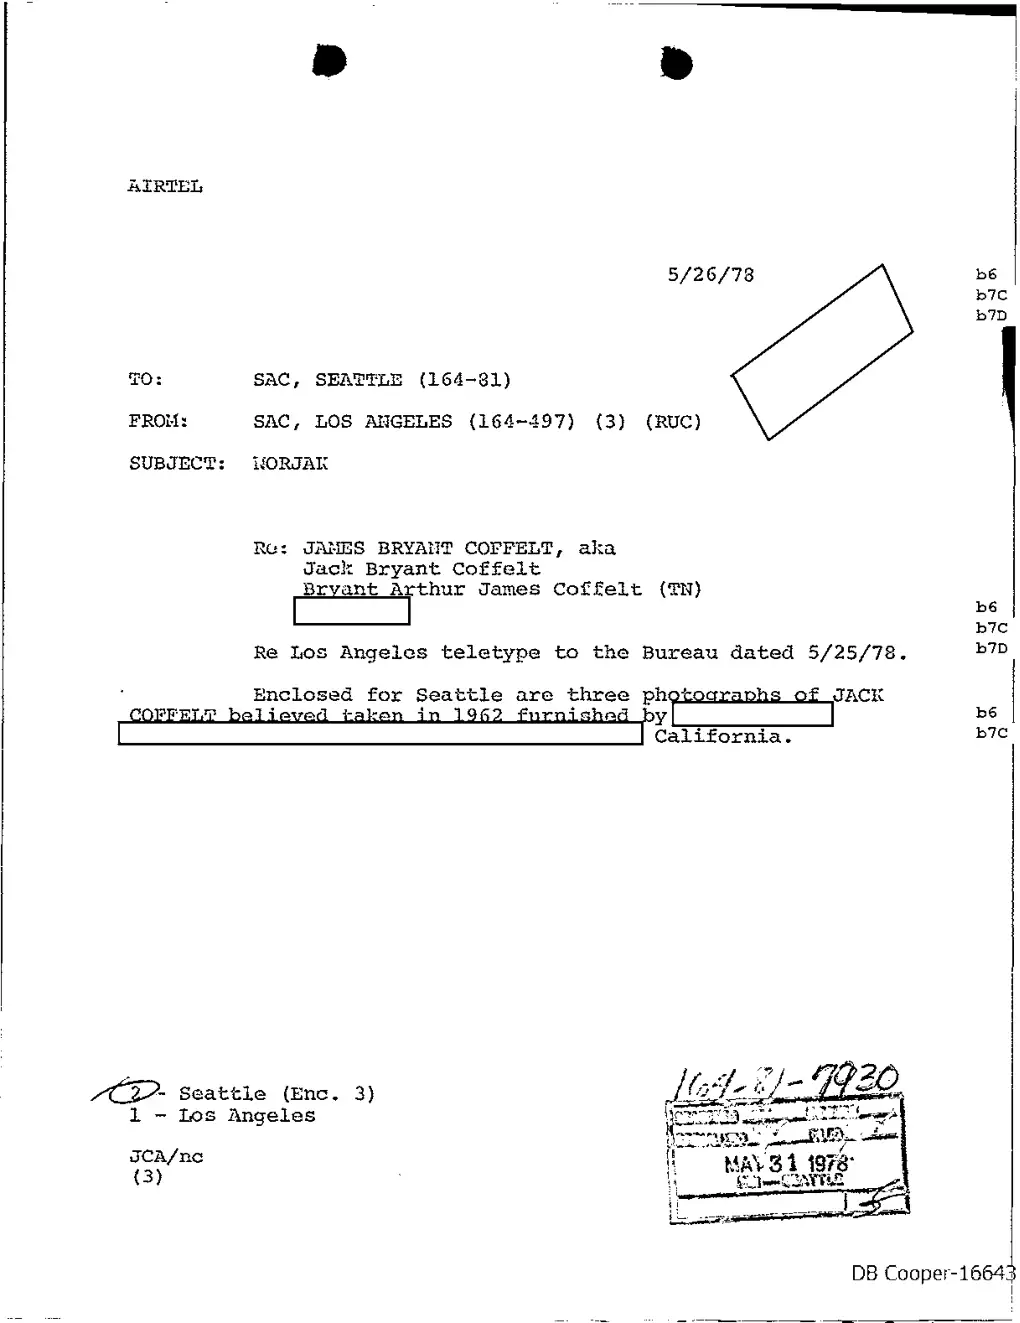 AIRTEL
5/26/78
b6
b7C
b7D
TO: SAC, SEATTLE (164-81)
FROM: SAC, LOS ANGELES (164-497) (3) (RUC)
SUBJECT: NORJAK
Re: JAMES BRYANT COFFELT, aka
Jack Bryant Coffelt
Bryant Arthur James Coffelt (TN)
b6
b7C
b7D
Re Los Angeles teletype to the Bureau dated 5/25/78.
Enclosed for Seattle are three photographs of JACK
COFFELT believed taken in 1962 furnished by
California.
b6
b7C
2 - Seattle (Enc. 3)
1 - Los Angeles
JCA/nc
(3)
164-81-7930
MAY 31 1978
FBI—SEATTLE
DB Cooper-16643